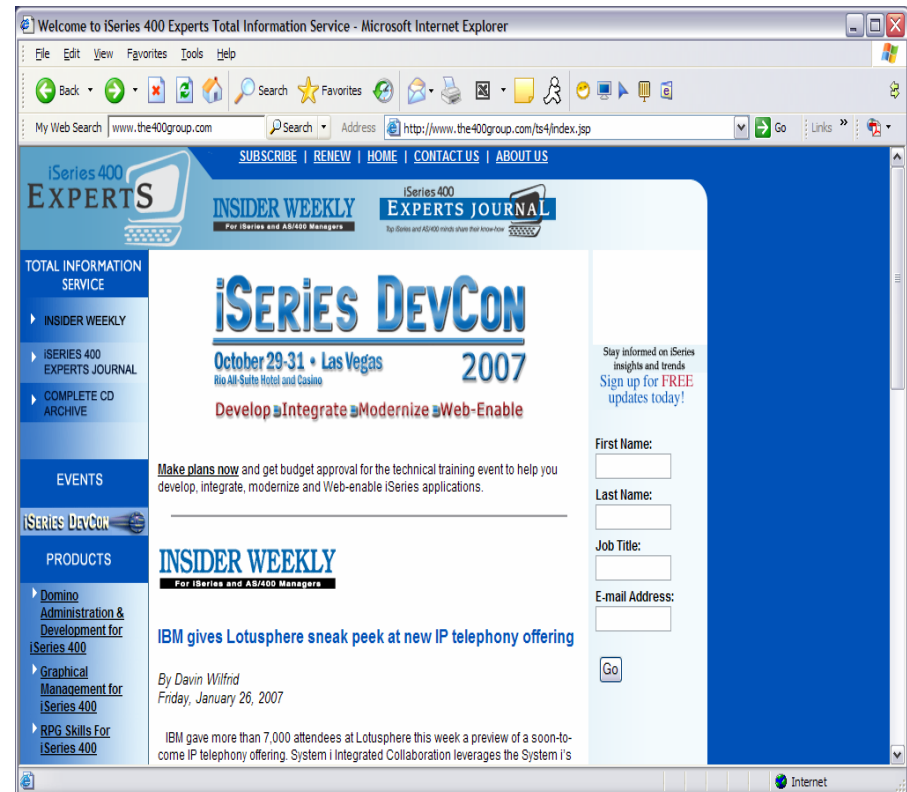 Welcome to iSeries 400 Experts Total Information Service - Microsoft Internet Explorer
File Edit View Favorites Tools Help
Back Search Favorites
My Web Search www.the400group.com Search Address http://www.the400group.com/ts4/index.jsp Go Links »
SUBSCRIBE | RENEW | HOME | CONTACT US | ABOUT US
iSeries 400
EXPERTS
INSIDER WEEKLY
For iSeries and AS/400 Managers
iSeries 400
EXPERTS JOURNAL
Top iSeries and AS/400 minds share their know-how
TOTAL INFORMATION
SERVICE
INSIDER WEEKLY
iSERIES 400
EXPERTS JOURNAL
COMPLETE CD
ARCHIVE
EVENTS
iSERIES DEVCON
PRODUCTS
Domino
Administration &
Development for
iSeries 400
Graphical
Management for
iSeries 400
RPG Skills For
iSeries 400
iSERiES DEVCON
October 29-31 • Las Vegas
Rio All-Suite Hotel and Casino
2007
Develop Integrate Modernize Web-Enable
Make plans now and get budget approval for the technical training event to help you
develop, integrate, modernize and Web-enable iSeries applications.
INSIDER WEEKLY
For iSeries and AS/400 Managers
IBM gives Lotusphere sneak peek at new IP telephony offering
By Davin Wilfrid
Friday, January 26, 2007
IBM gave more than 7,000 attendees at Lotusphere this week a preview of a soon-to-
come IP telephony offering. System i Integrated Collaboration leverages the System i's
Stay informed on iSeries
insights and trends
Sign up for FREE
updates today!
First Name:
Last Name:
Job Title:
E-mail Address:
Go
Internet